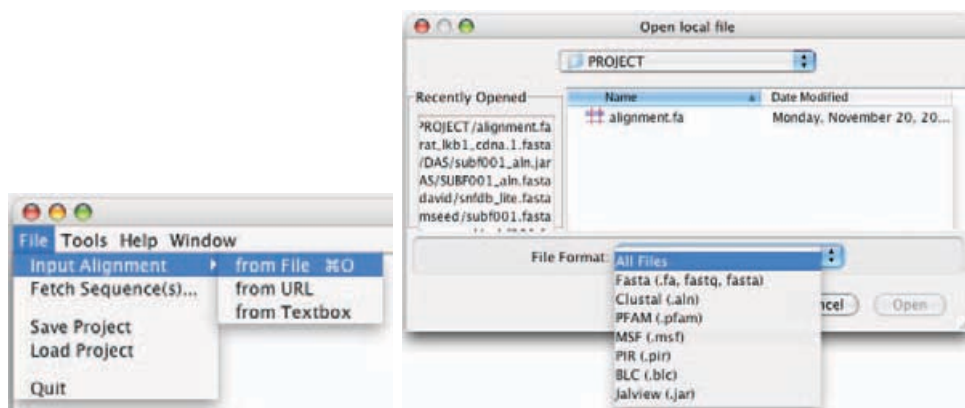 File Tools Help Window
Input Alignment
from File ⌘O
Fetch Sequence(s)...
from URL
from Textbox
Save Project
Load Project
Quit
Open local file
PROJECT
Recently Opened
PROJECT/alignment.fa
rat_lkb1_cdna.1.fasta
/DAS/subf001_aln.jar
AS/SUBF001_aln.fasta
david/snfdb_lite.fasta
mseed/subf001.fasta
Name Date Modified
alignment.fa Monday, November 20, 20...
File Format: All Files
Fasta (.fa, fastq, fasta)
Clustal (.aln)
PFAM (.pfam)
MSF (.msf)
PIR (.pir)
BLC (.blc)
Jalview (.jar)
ncel Open